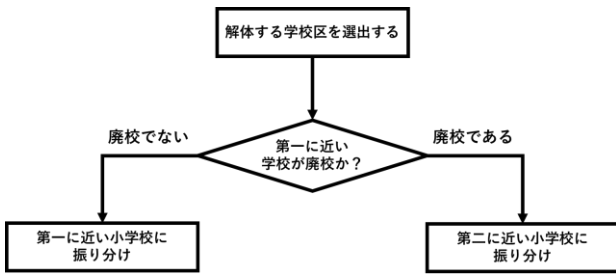 解体する学校区を選出する
廃校でない
廃校である
第一に近い
学校が廃校か？
第一に近い小学校に
振り分け
第二に近い小学校に
振り分け